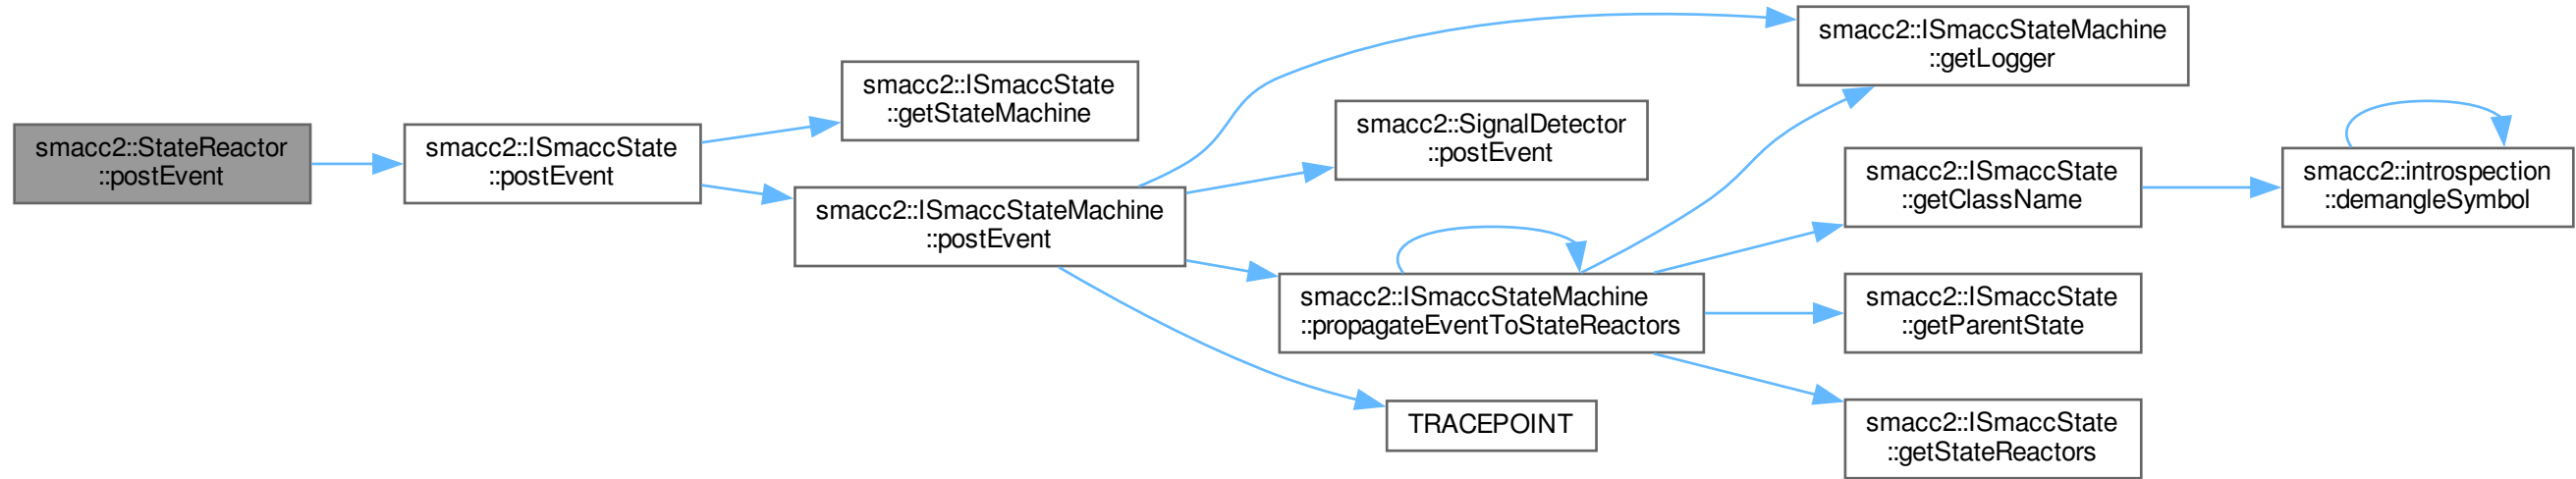 smacc2::StateReactor
::postEvent
smacc2::ISmaccState
::postEvent
smacc2::ISmaccState
::getStateMachine
smacc2::ISmaccStateMachine
::postEvent
smacc2::ISmaccStateMachine
::getLogger
smacc2::SignalDetector
::postEvent
smacc2::ISmaccStateMachine
::propagateEventToStateReactors
TRACEPOINT
smacc2::ISmaccState
::getClassName
smacc2::ISmaccState
::getParentState
smacc2::ISmaccState
::getStateReactors
smacc2::introspection
::demangleSymbol